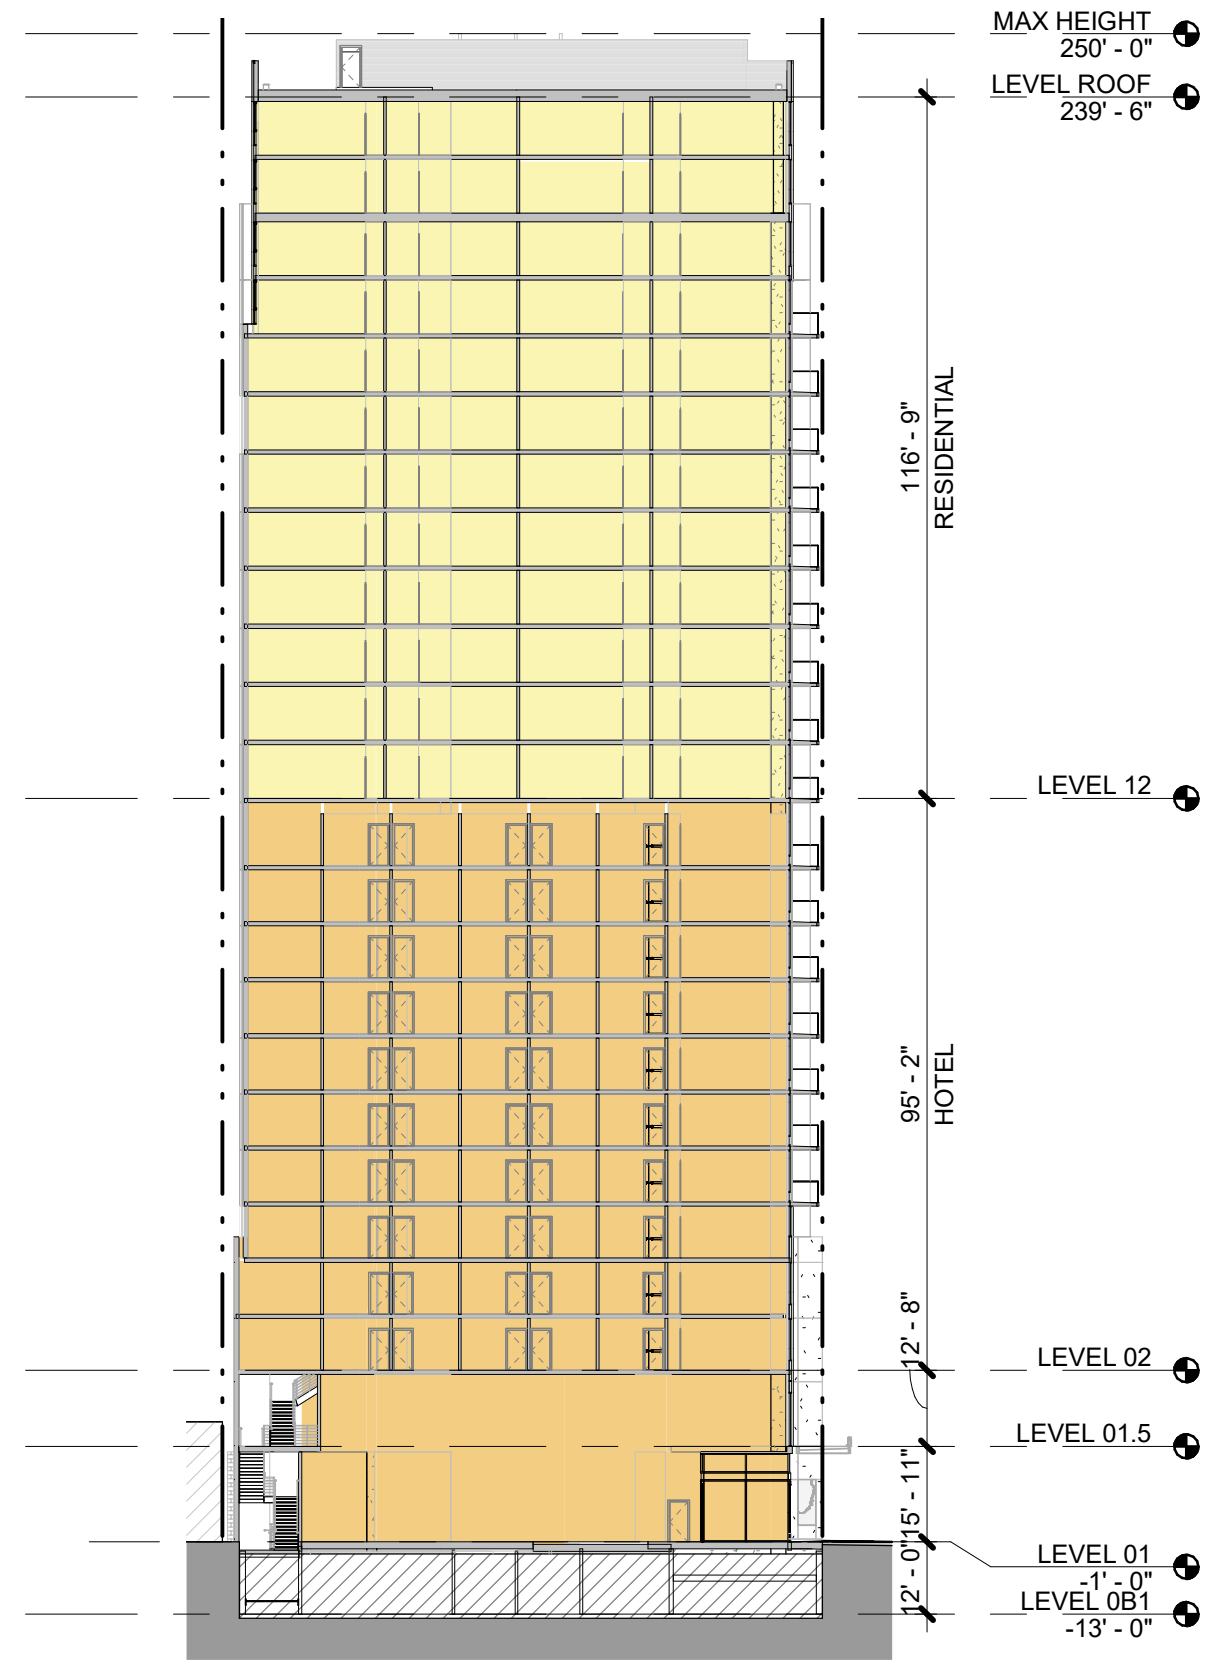 MAX HEIGHT
250' - 0"
LEVEL ROOF
239' - 6"
116' - 9"
RESIDENTIAL
LEVEL 12
95' - 2"
HOTEL
12' - 8"
LEVEL 02
LEVEL 01.5
15' - 11"
12' - 0"
LEVEL 01
-1' - 0"
LEVEL 0B1
-13' - 0"